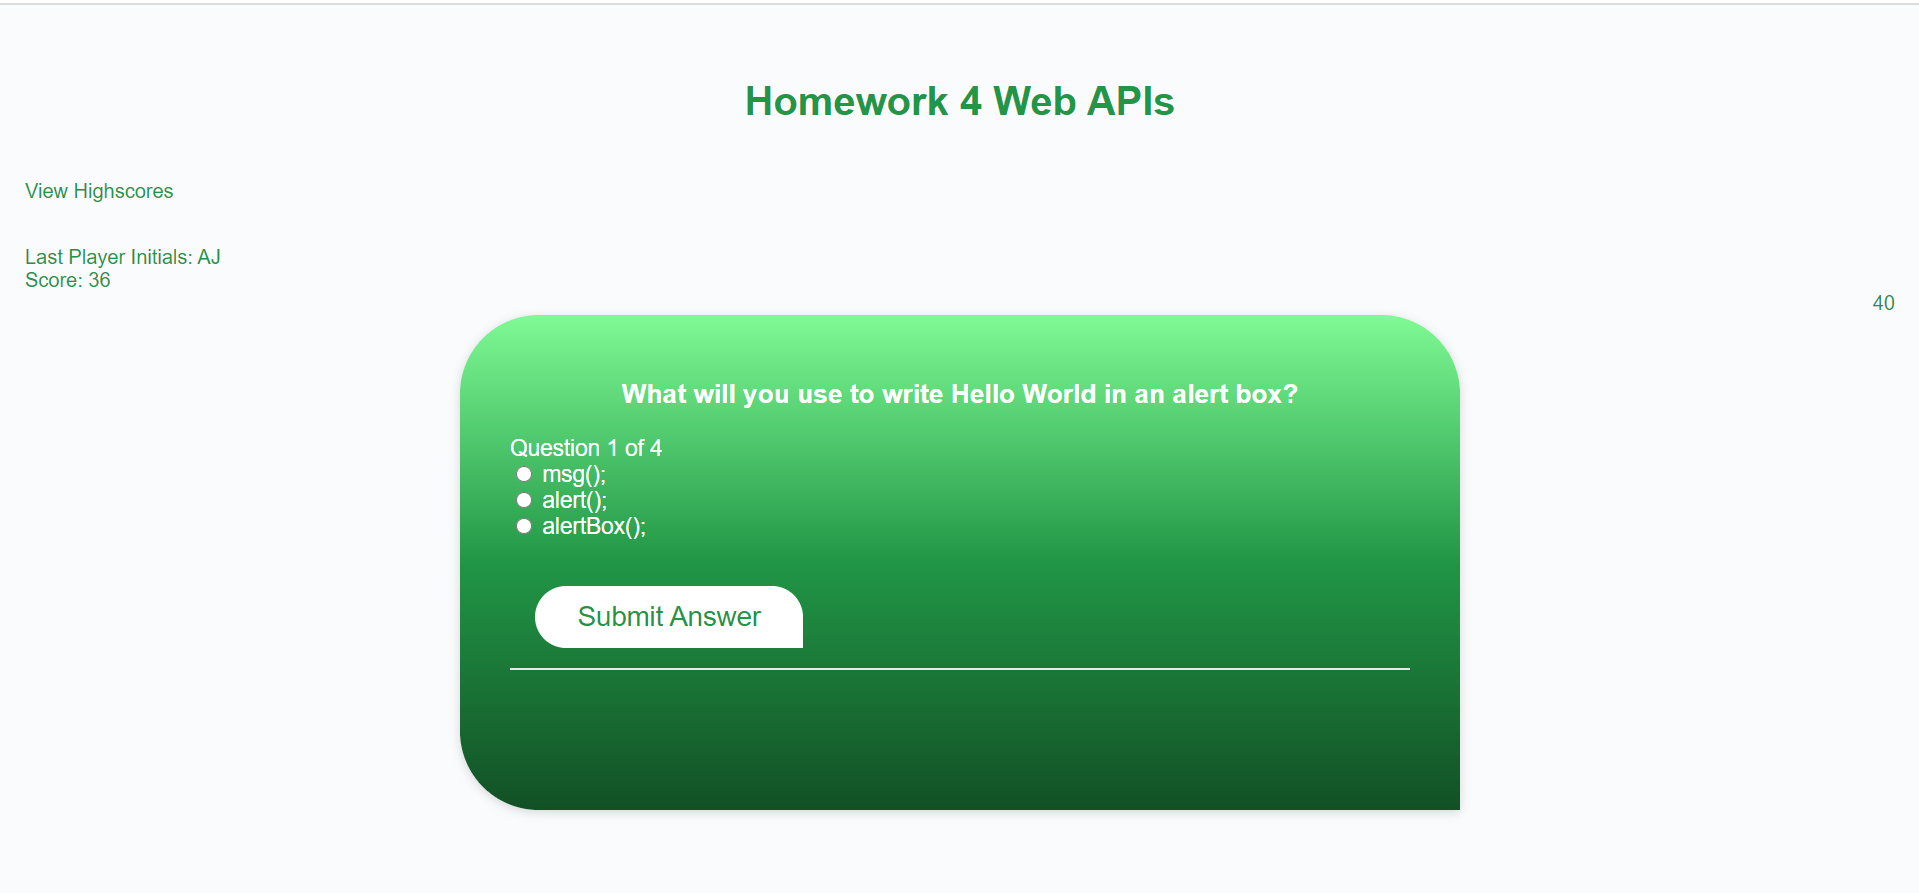 Homework 4 Web APIs
View Highscores
Last Player Initials: AJ
Score: 36
40
What will you use to write Hello World in an alert box?
Question 1 of 4
msg();
alert();
alertBox();
Submit Answer